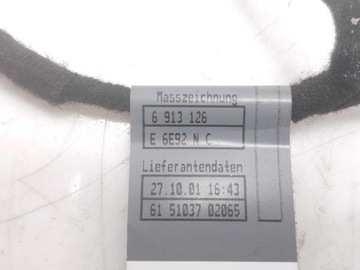 Masszeichnung
6 913 126
E 6E92 N C
Lieferantendaten
27.10.01 16:43
61 51037 02065